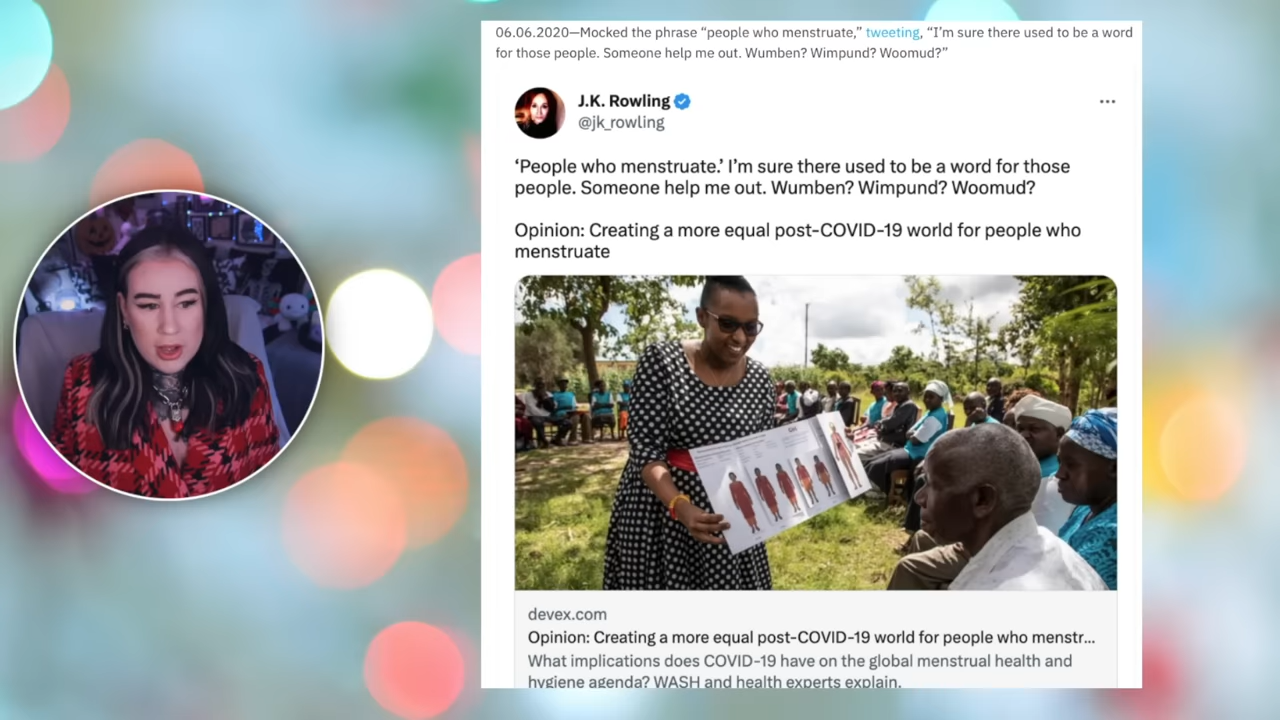 06.06.2020—Mocked the phrase “people who menstruate,” tweeting, “I’m sure there used to be a word
for those people. Someone help me out. Wumben? Wimpund? Woomud?”
J.K. Rowling
@jk_rowling
‘People who menstruate.’ I’m sure there used to be a word for those
people. Someone help me out. Wumben? Wimpund? Woomud?
Opinion: Creating a more equal post-COVID-19 world for people who
menstruate
devex.com
Opinion: Creating a more equal post-COVID-19 world for people who menstr...
What implications does COVID-19 have on the global menstrual health and
hygiene agenda? WASH and health experts explain.